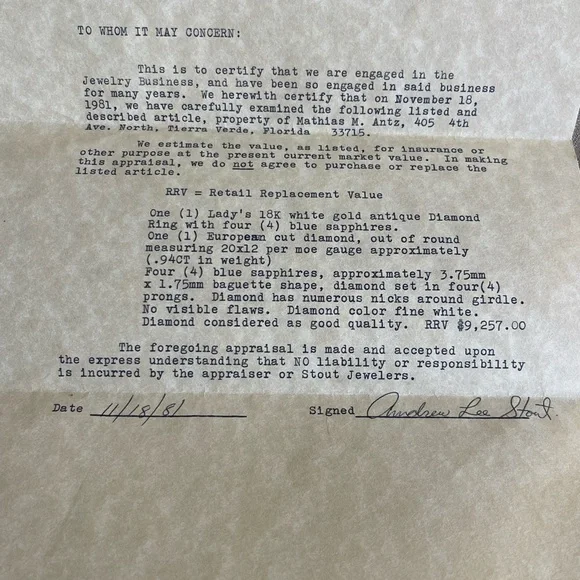 TO WHOM IT MAY CONCERN:
This is to certify that we are engaged in the
Jewelry Business, and have been so engaged in said business
for many years. We herewith certify that on November 18,
1981, we have carefully examined the following listed and
described article, property of Mathias M. Antz, 405 4th
Ave. North, Tierra Verde, Florida 33715.
We estimate the value, as listed, for insurance or
other purpose at the present current market value. In making
this appraisal, we do not agree to purchase or replace the
listed article.
RRV = Retail Replacement Value
One (1) Lady's 18K white gold antique Diamond
Ring with four (4) blue sapphires.
One (1) European cut diamond, out of round
measuring 20x12 per moe gauge approximately
(.94CT in weight)
Four (4) blue sapphires, approximately 3.75mm
x 1.75mm baguette shape, diamond set in four(4)
prongs. Diamond has numerous nicks around girdle.
No visible flaws. Diamond color fine white.
Diamond considered as good quality. RRV $9,257.00
The foregoing appraisal is made and accepted upon
the express understanding that NO liability or responsibility
is incurred by the appraiser or Stout Jewelers.
Date 11/18/81 Signed Andrew Lee Stout